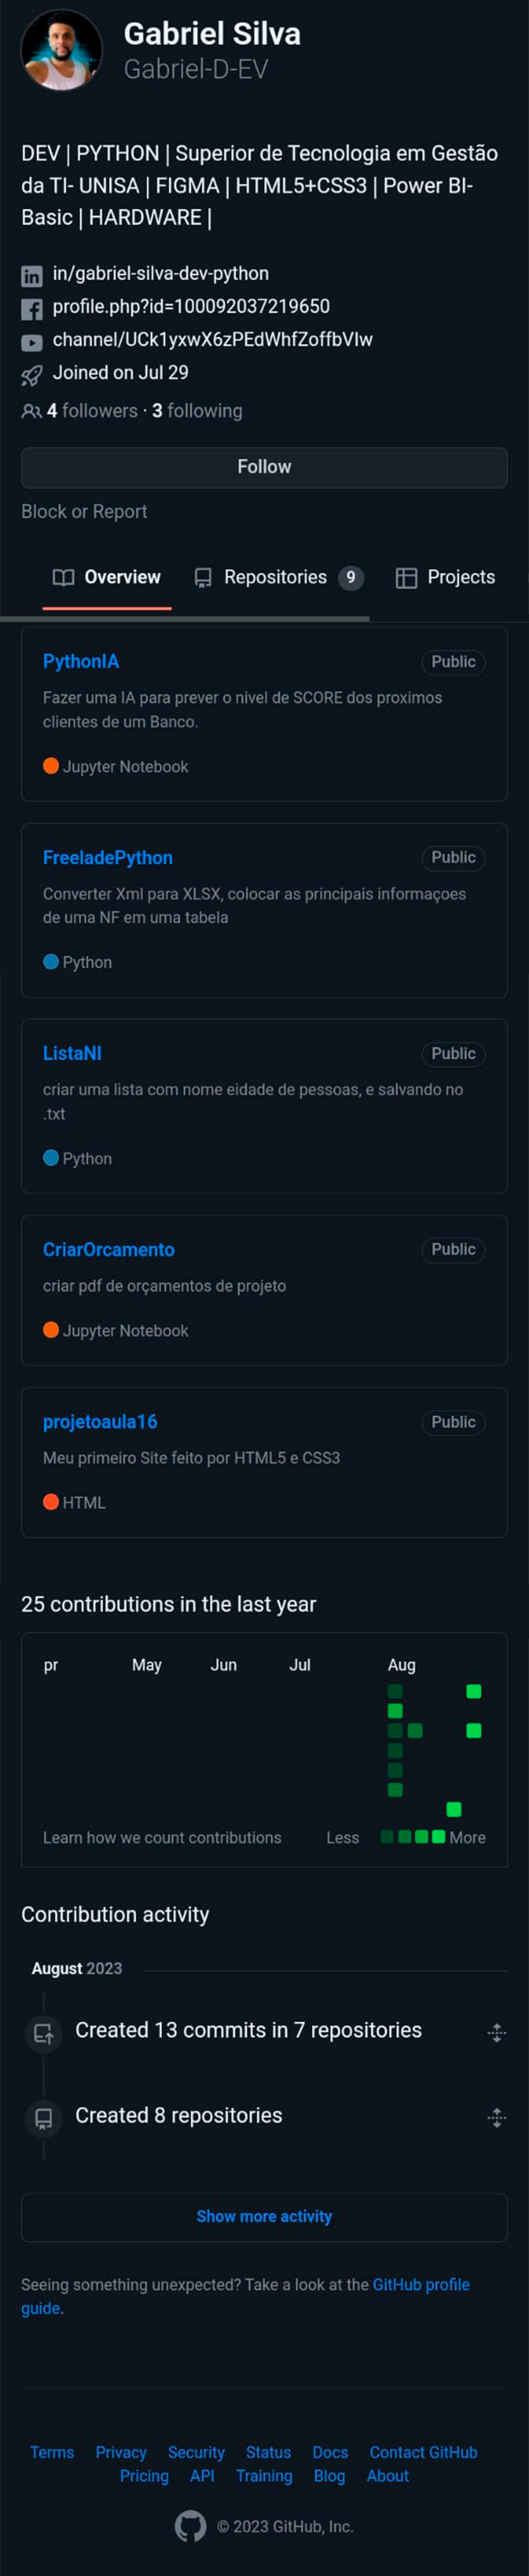 Gabriel Silva
Gabriel-D-EV
DEV | PYTHON | Superior de Tecnologia em Gestão
da TI- UNISA | FIGMA | HTML5+CSS3 | Power BI-
Basic | HARDWARE |
in/gabriel-silva-dev-python
profile.php?id=100092037219650
channel/UCk1yxwX6zPEdWhfZoffbVIw
Joined on Jul 29
4 followers · 3 following
Follow
Block or Report
Overview Repositories 9 Projects
PythonIA Public
Fazer uma IA para prever o nivel de SCORE dos proximos
clientes de um Banco.
Jupyter Notebook
FreeladePython Public
Converter Xml para XLSX, colocar as principais informaçoes
de uma NF em uma tabela
Python
ListaNI Public
criar uma lista com nome eidade de pessoas, e salvando no
.txt
Python
CriarOrcamento Public
criar pdf de orçamentos de projeto
Jupyter Notebook
projetoaula16 Public
Meu primeiro Site feito por HTML5 e CSS3
HTML
25 contributions in the last year
pr May Jun Jul Aug
Learn how we count contributions Less More
Contribution activity
August 2023
Created 13 commits in 7 repositories
Created 8 repositories
Show more activity
Seeing something unexpected? Take a look at the GitHub profile
guide.
Terms Privacy Security Status Docs Contact GitHub
Pricing API Training Blog About
© 2023 GitHub, Inc.